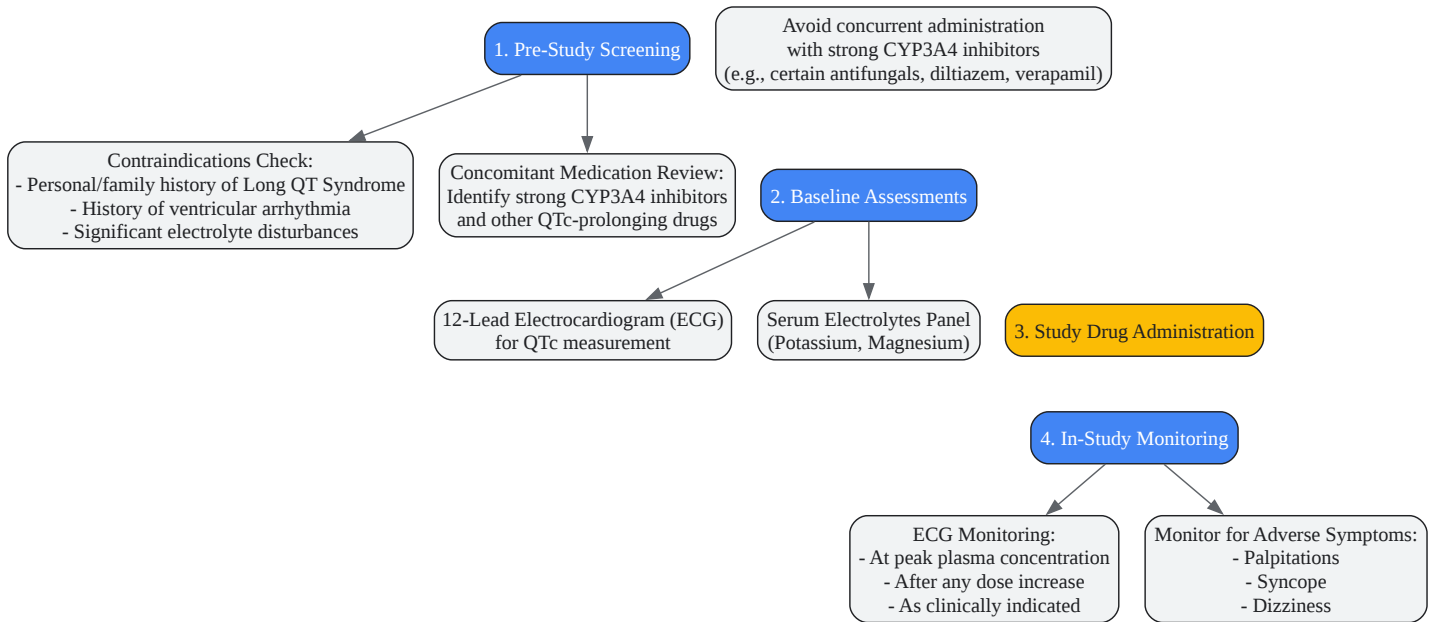 1. Pre-Study Screening
Avoid concurrent administration
with strong CYP3A4 inhibitors
(e.g., certain antifungals, diltiazem, verapamil)
Contraindications Check:
- Personal/family history of Long QT Syndrome
- History of ventricular arrhythmia
- Significant electrolyte disturbances
Concomitant Medication Review:
Identify strong CYP3A4 inhibitors
and other QTc-prolonging drugs
2. Baseline Assessments
12-Lead Electrocardiogram (ECG)
for QTc measurement
Serum Electrolytes Panel
(Potassium, Magnesium)
3. Study Drug Administration
4. In-Study Monitoring
ECG Monitoring:
- At peak plasma concentration
- After any dose increase
- As clinically indicated
Monitor for Adverse Symptoms:
- Palpitations
- Syncope
- Dizziness